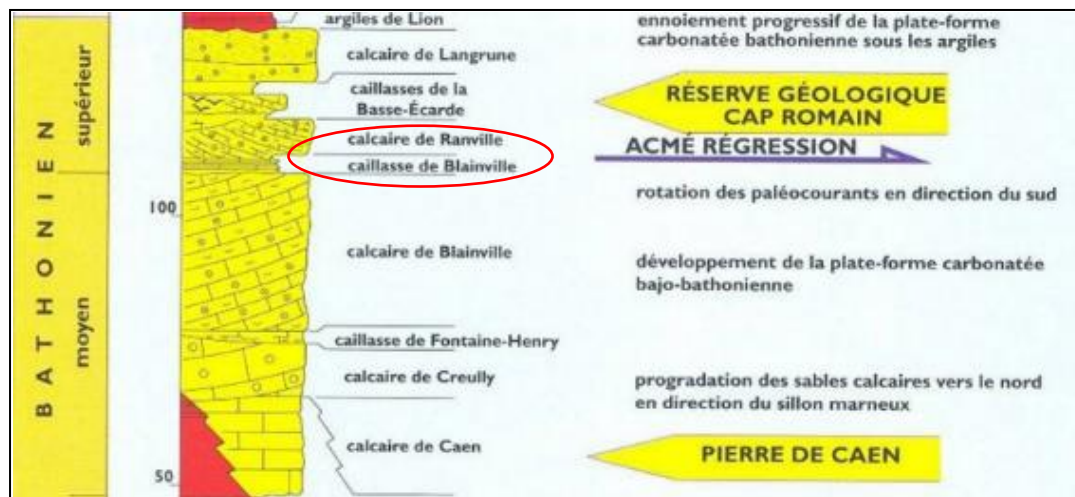 BATHONIEN
supérieur
moyen
100
50
argiles de Lion
calcaire de Langrune
caillasses de la
Basse-Écarde
calcaire de Ranville
caillasse de Blainville
calcaire de Blainville
caillasse de Fontaine-Henry
calcaire de Creully
calcaire de Caen
ennoiement progressif de la plate-forme
carbonatée bathonienne sous les argiles
RÉSERVE GÉOLOGIQUE
CAP ROMAIN
ACMÉ RÉGRESSION
rotation des paléocourants en direction du sud
développement de la plate-forme carbonatée
bajo-bathonienne
progradation des sables calcaires vers le nord
en direction du sillon marneux
PIERRE DE CAEN